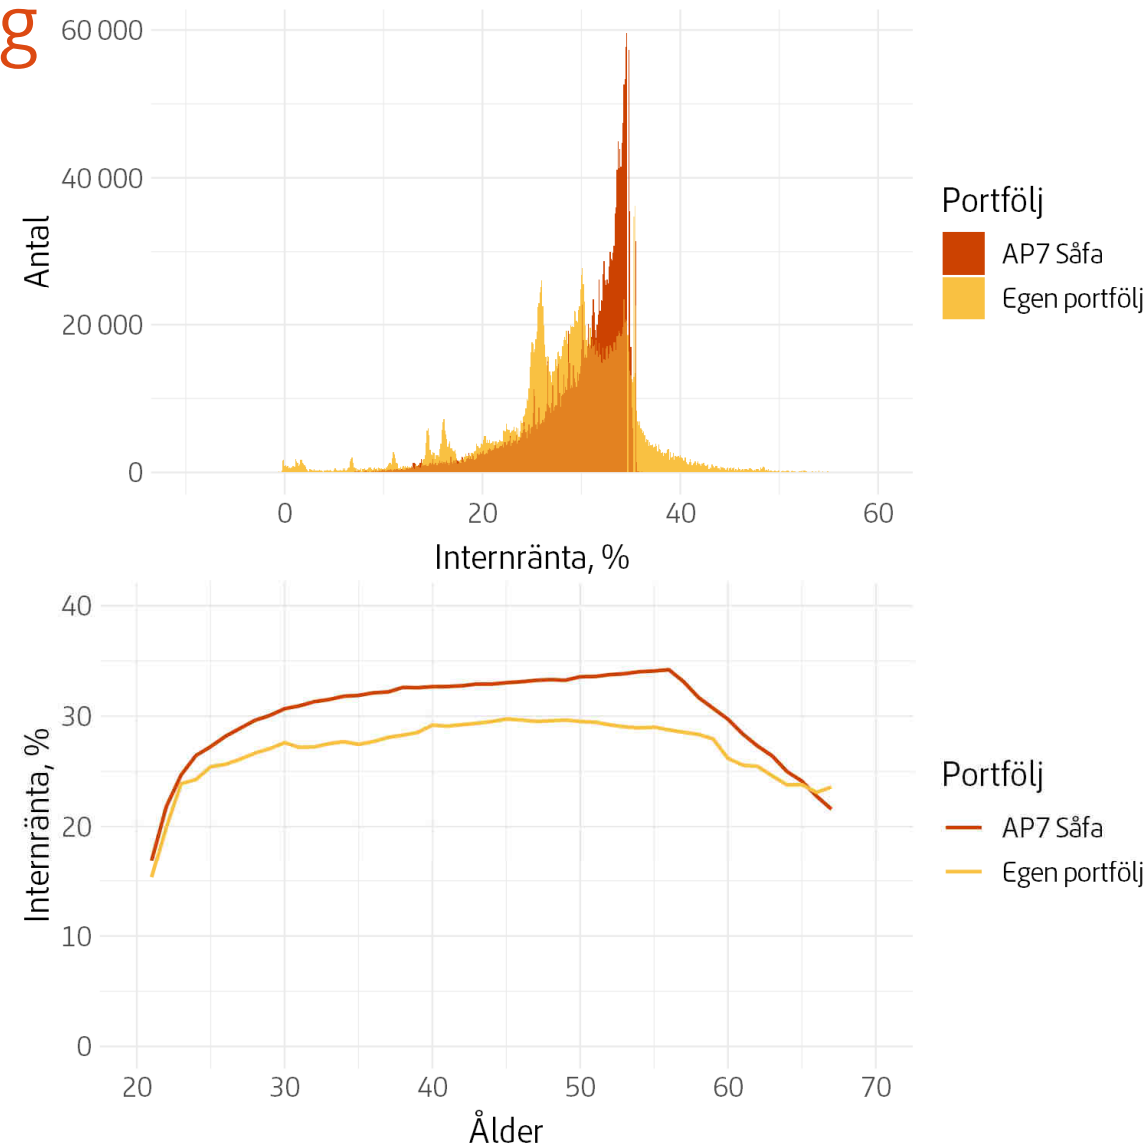 g
60 000
40 000
20 000
0
Antal
0 20 40 60
Internränta, %
Portfölj
AP7 Såfa
Egen portfölj
40
30
20
10
0
Internränta, %
20 30 40 50 60 70
Ålder
Portfölj
AP7 Såfa
Egen portfölj